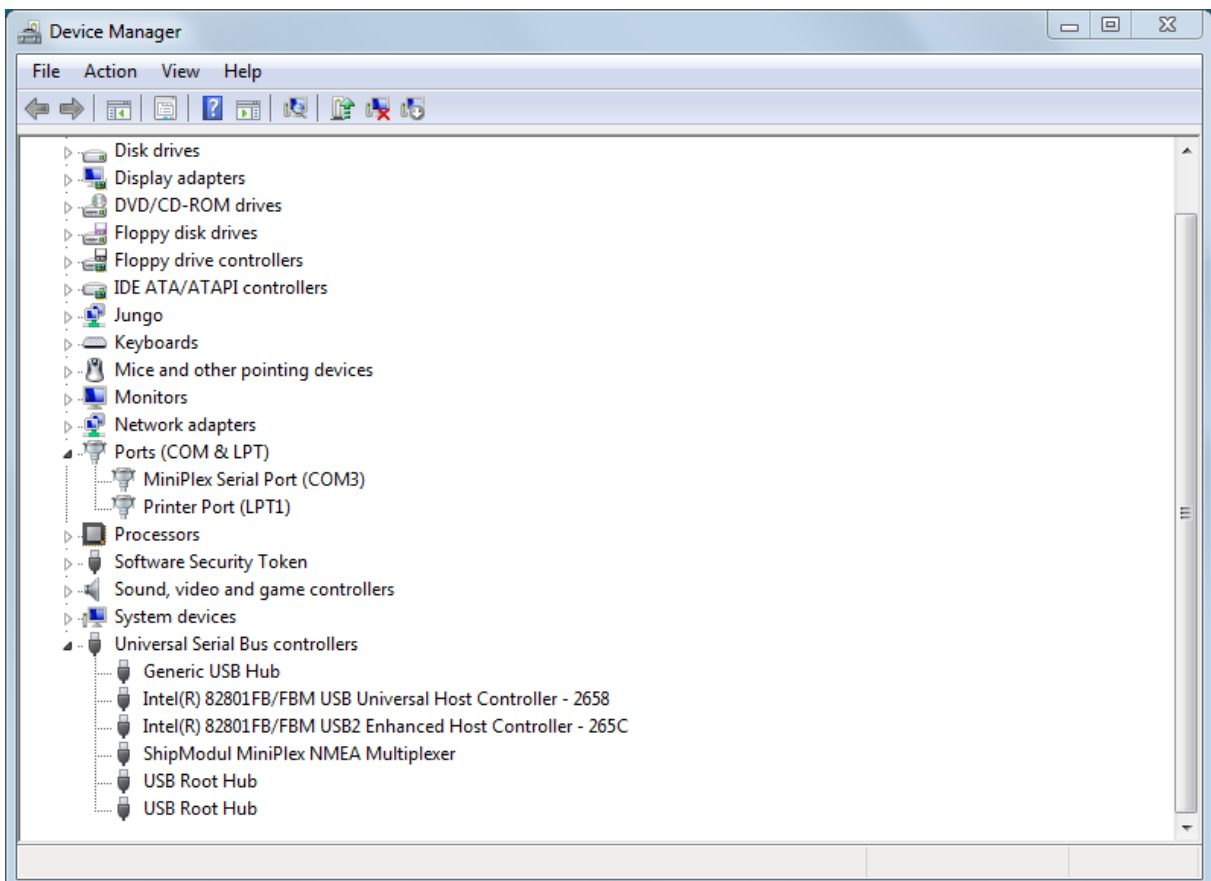 Device Manager
File Action View Help
Disk drives
Display adapters
DVD/CD-ROM drives
Floppy disk drives
Floppy drive controllers
IDE ATA/ATAPI controllers
Jungo
Keyboards
Mice and other pointing devices
Monitors
Network adapters
Ports (COM & LPT)
MiniPlex Serial Port (COM3)
Printer Port (LPT1)
Processors
Software Security Token
Sound, video and game controllers
System devices
Universal Serial Bus controllers
Generic USB Hub
Intel(R) 82801FB/FBM USB Universal Host Controller - 2658
Intel(R) 82801FB/FBM USB2 Enhanced Host Controller - 265C
ShipModul MiniPlex NMEA Multiplexer
USB Root Hub
USB Root Hub